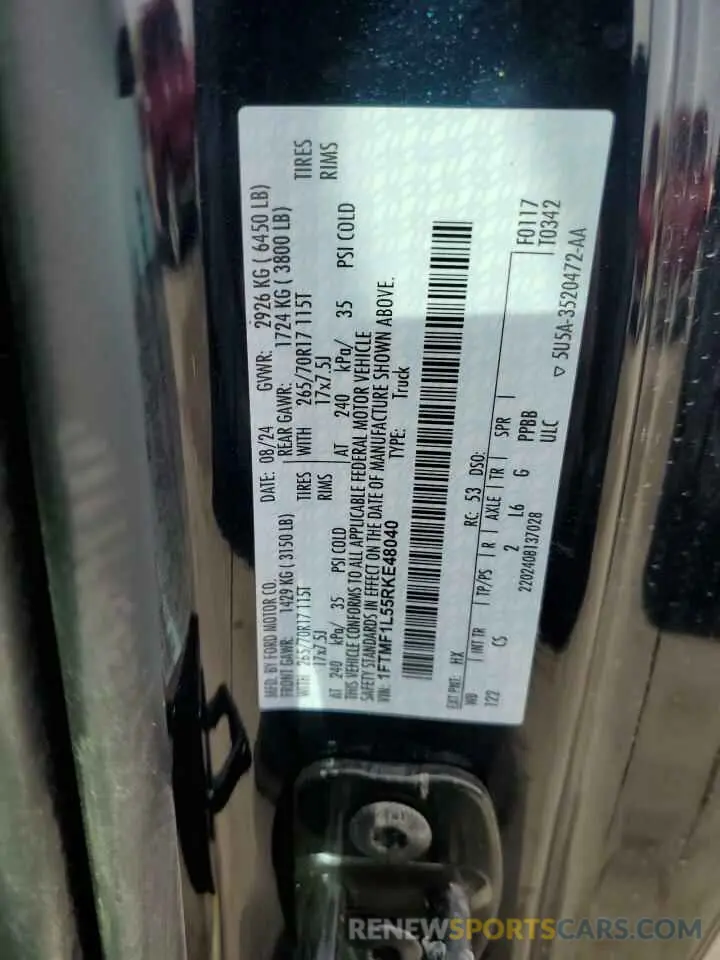 MFD. BY FORD MOTOR CO.
DATE: 08/24 GVWR: 2926 KG ( 6450 LB)
FRONT GAWR: 1429 KG ( 3150 LB) REAR GAWR: 1724 KG ( 3800 LB)
WITH 265/70R17 115T TIRES WITH 265/70R17 115T TIRES
17x7.5J RIMS 17x7.5J RIMS
AT 240 kPa/ 35 PSI COLD AT 240 kPa/ 35 PSI COLD
THIS VEHICLE CONFORMS TO ALL APPLICABLE FEDERAL MOTOR VEHICLE
SAFETY STANDARDS IN EFFECT ON THE DATE OF MANUFACTURE SHOWN ABOVE.
VIN: 1FTMF1L55RKE48040 TYPE: Truck
EXT PNT: HX RC: 53 DSO: F0117
WB INT TR TP/PS R AXLE TR SPR T0342
122 CS 2 L6 G PPBB
2202408137028 ULC
▽ 5U5A-3520472-AA
RENEWSPORTSCARS.COM